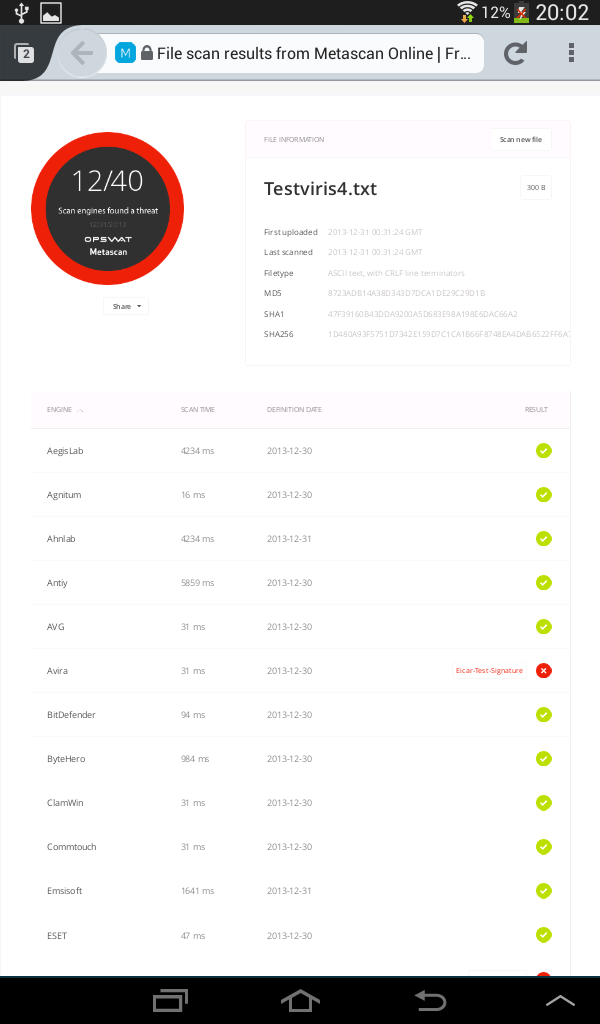 12% 20:02
2 M File scan results from Metascan Online | Fr...
12/40
Scan engines found a threat
12/31/2013
OPSWAT
Metascan
Share
FILE INFORMATION Scan new file
Testviris4.txt 300 B
First uploaded 2013-12-31 00:31:24 GMT
Last scanned 2013-12-31 00:31:24 GMT
Filetype ASCII text, with CRLF line terminators
MD5 8723ADB14A38D343D7DCA1DE29C29D1B
SHA1 47F39160B43DDA9200A5D683E98A198E6DAC66A2
SHA256 1D480A93F5751D7342E159D7C1CA1B66F8748EA4DAB6522FF6A
ENGINE SCAN TIME DEFINITION DATE RESULT
AegisLab 4234 ms 2013-12-30
Agnitum 16 ms 2013-12-30
Ahnlab 4234 ms 2013-12-31
Antiy 5859 ms 2013-12-30
AVG 31 ms 2013-12-30
Avira 31 ms 2013-12-30 Eicar-Test-Signature
BitDefender 94 ms 2013-12-30
ByteHero 984 ms 2013-12-30
ClamWin 31 ms 2013-12-30
Commtouch 31 ms 2013-12-30
Emsisoft 1641 ms 2013-12-31
ESET 47 ms 2013-12-30